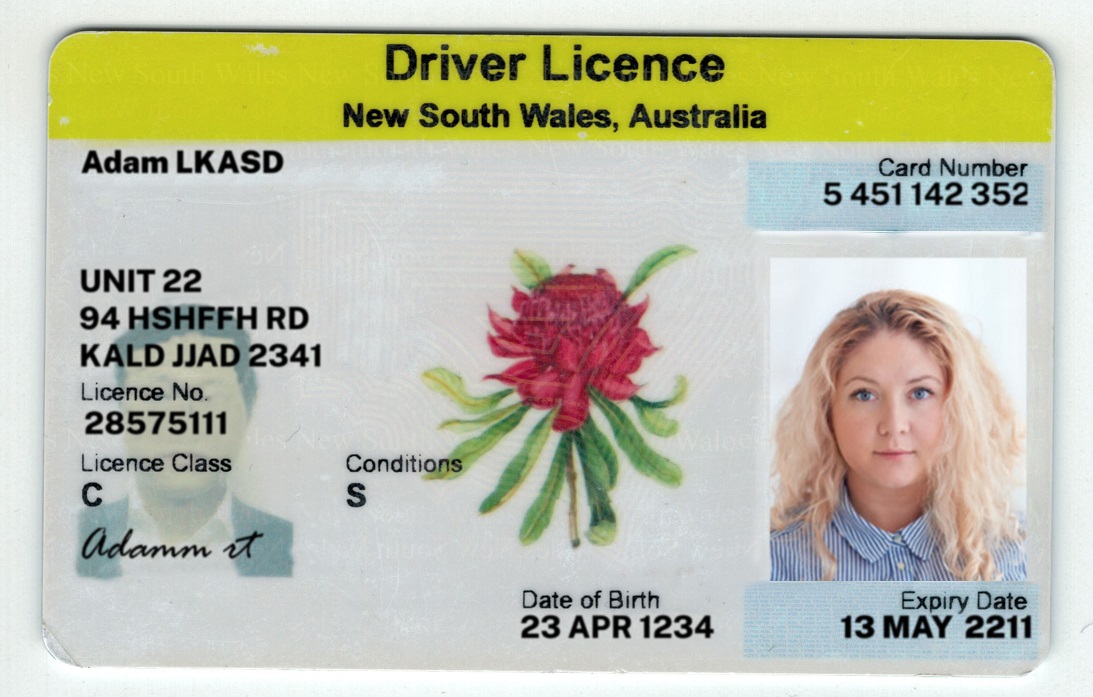 Driver Licence
New South Wales, Australia
Adam LKASD
Card Number
5 451 142 352
UNIT 22
94 HSHFFH RD
KALD JJAD 2341
Licence No.
28575111
Licence Class
C
Conditions
S
Adamm rt
Date of Birth
23 APR 1234
Expiry Date
13 MAY 2211